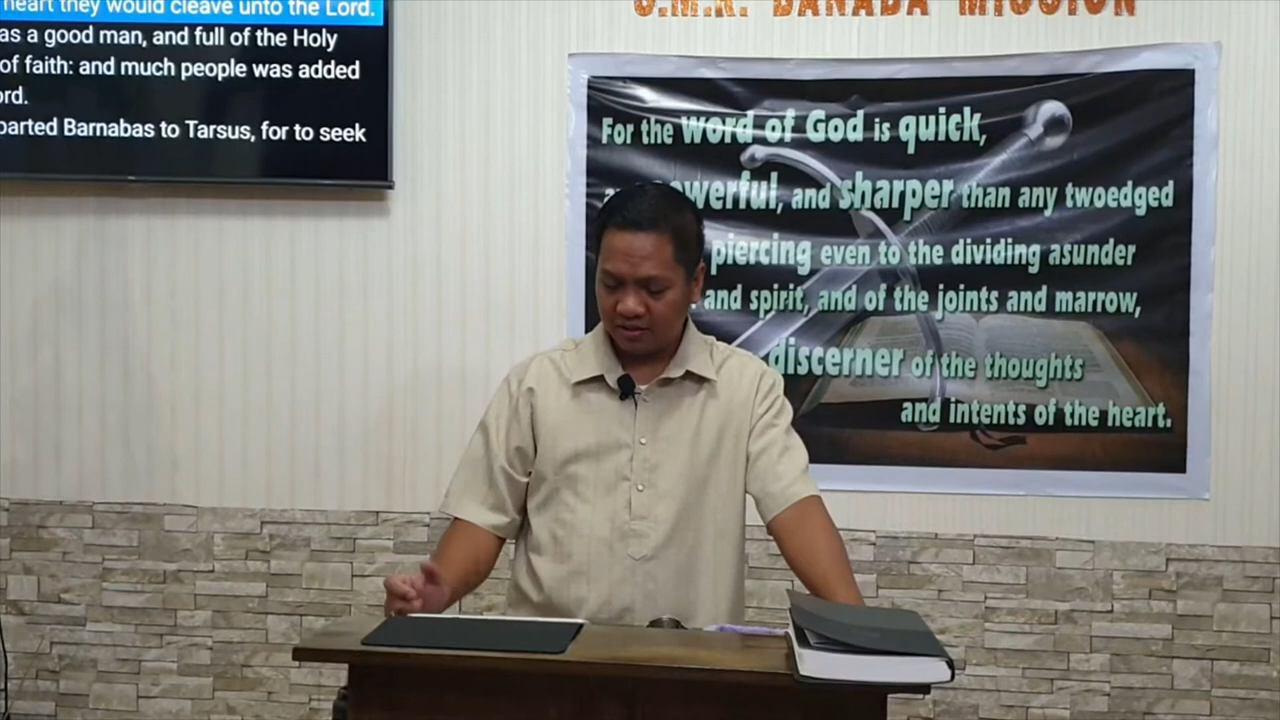 heart they would cleave unto the Lord.
as a good man, and full of the Holy
of faith: and much people was added
ord.
parted Barnabas to Tarsus, for to seek
BANABA MISSION
For the word of God is quick,
powerful, and sharper than any twoedged
piercing even to the dividing asunder
and spirit, and of the joints and marrow,
discerner of the thoughts
and intents of the heart.